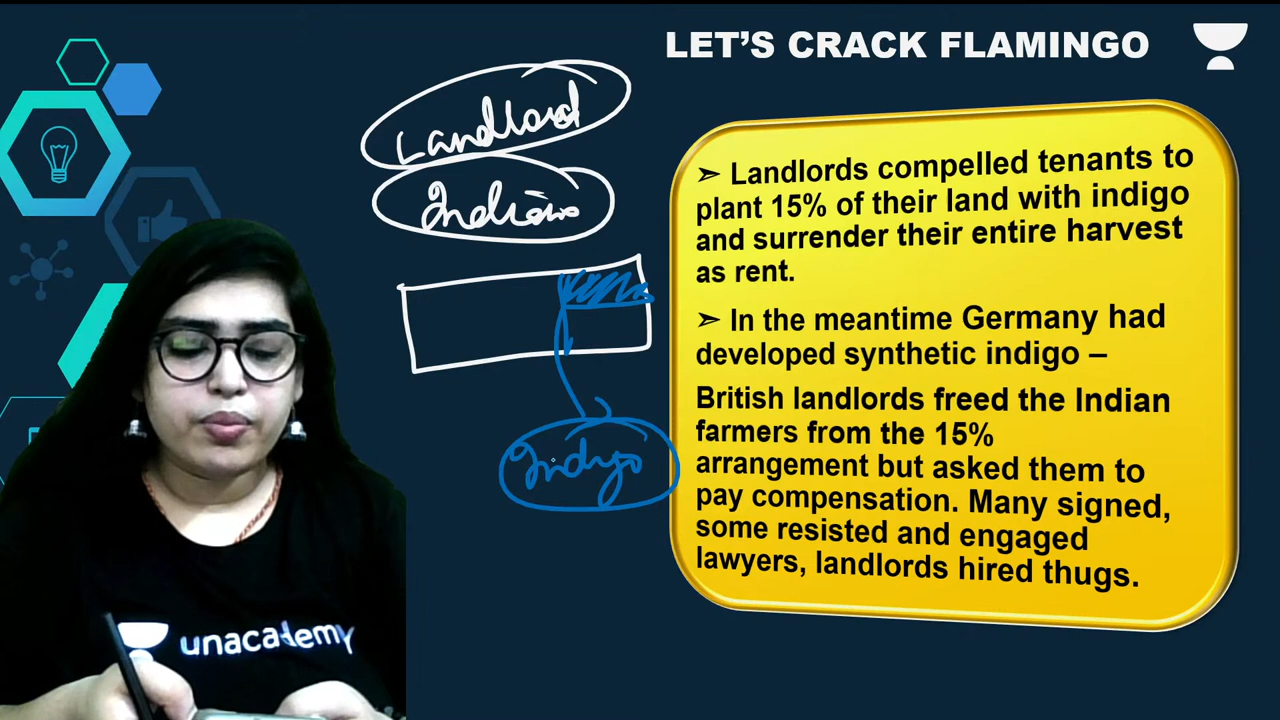 LET'S CRACK FLAMINGO
Landlord
Indians
Indigo
➢ Landlords compelled tenants to
plant 15% of their land with indigo
and surrender their entire harvest
as rent.
➢ In the meantime Germany had
developed synthetic indigo –
British landlords freed the Indian
farmers from the 15%
arrangement but asked them to
pay compensation. Many signed,
some resisted and engaged
lawyers, landlords hired thugs.
unacademy